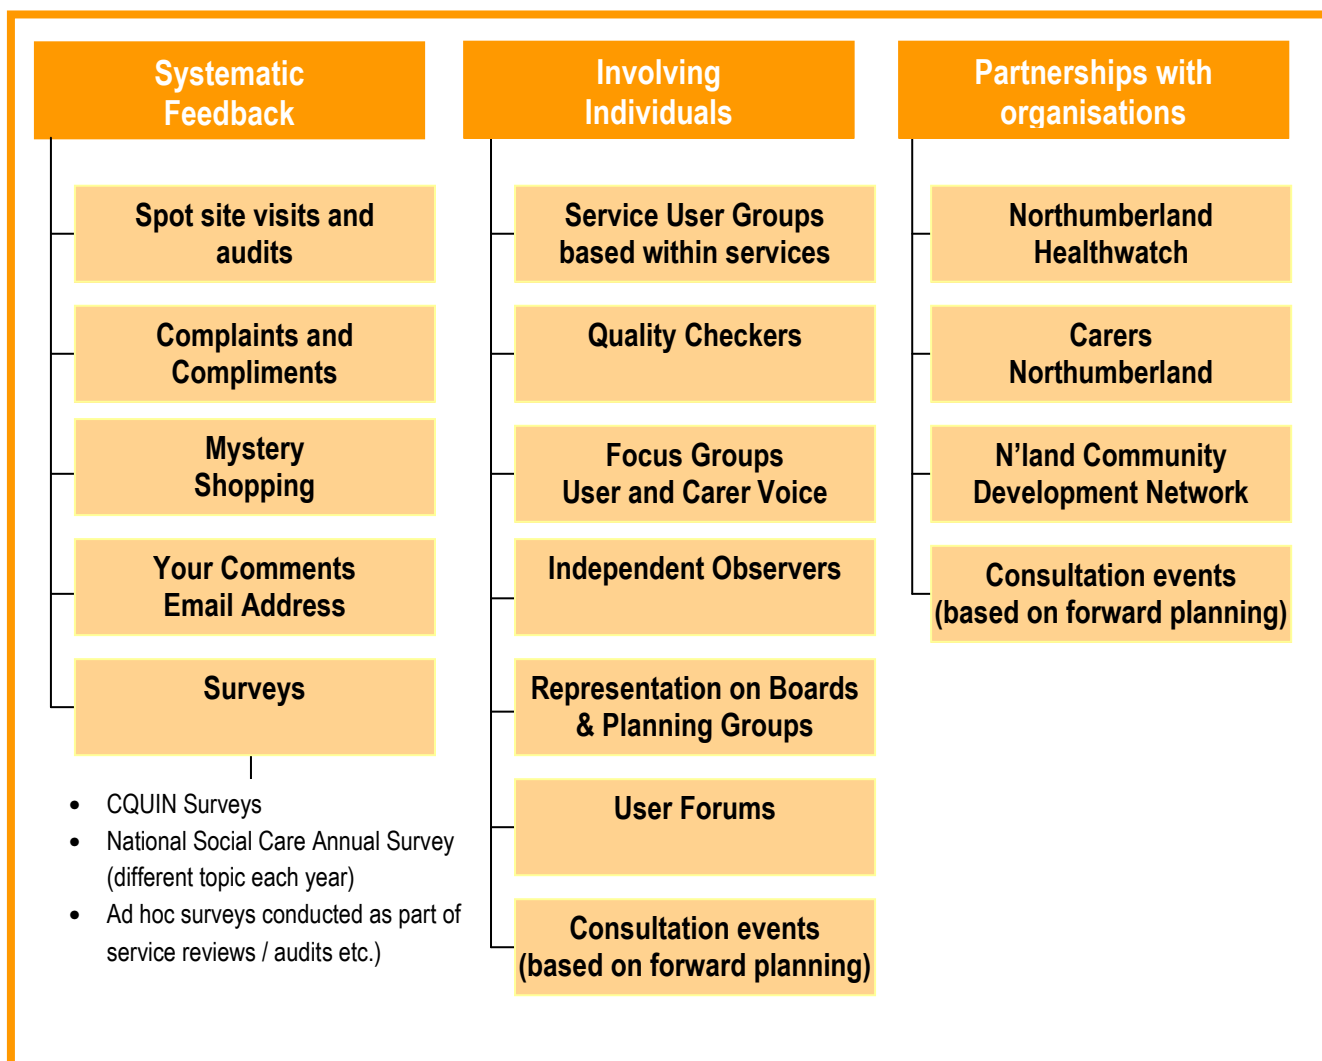 Systematic
Feedback
Spot site visits and
audits
Complaints and
Compliments
Mystery
Shopping
Your Comments
Email Address
Surveys
• CQUIN Surveys
• National Social Care Annual Survey
(different topic each year)
• Ad hoc surveys conducted as part of
service reviews / audits etc.)
Involving
Individuals
Service User Groups
based within services
Quality Checkers
Focus Groups
User and Carer Voice
Independent Observers
Representation on Boards
& Planning Groups
User Forums
Consultation events
(based on forward planning)
Partnerships with
organisations
Northumberland
Healthwatch
Carers
Northumberland
N’land Community
Development Network
Consultation events
(based on forward planning)